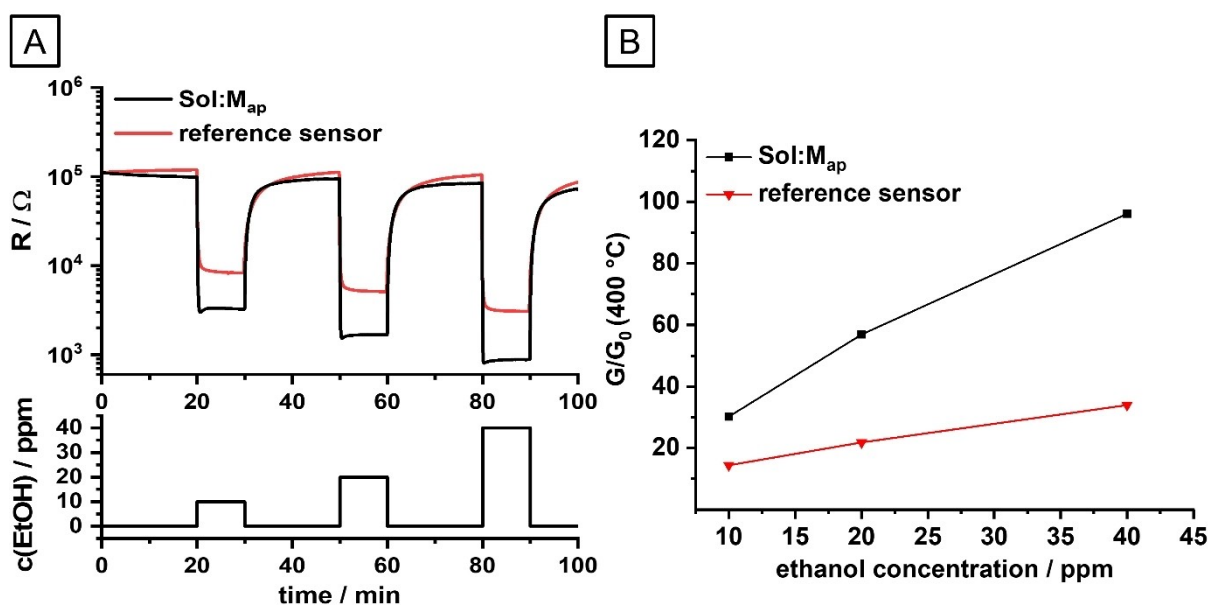 A
10⁶
Sol:Mₐₚ
reference sensor
10⁵
10⁴
10³
R / Ω
0 20 40 60 80 100
40
30
20
10
0
c(EtOH) / ppm
0 20 40 60 80 100
time / min
B
120
100
80
60
40
20
G/G₀ (400 °C)
Sol:Mₐₚ
reference sensor
10 15 20 25 30 35 40 45
ethanol concentration / ppm